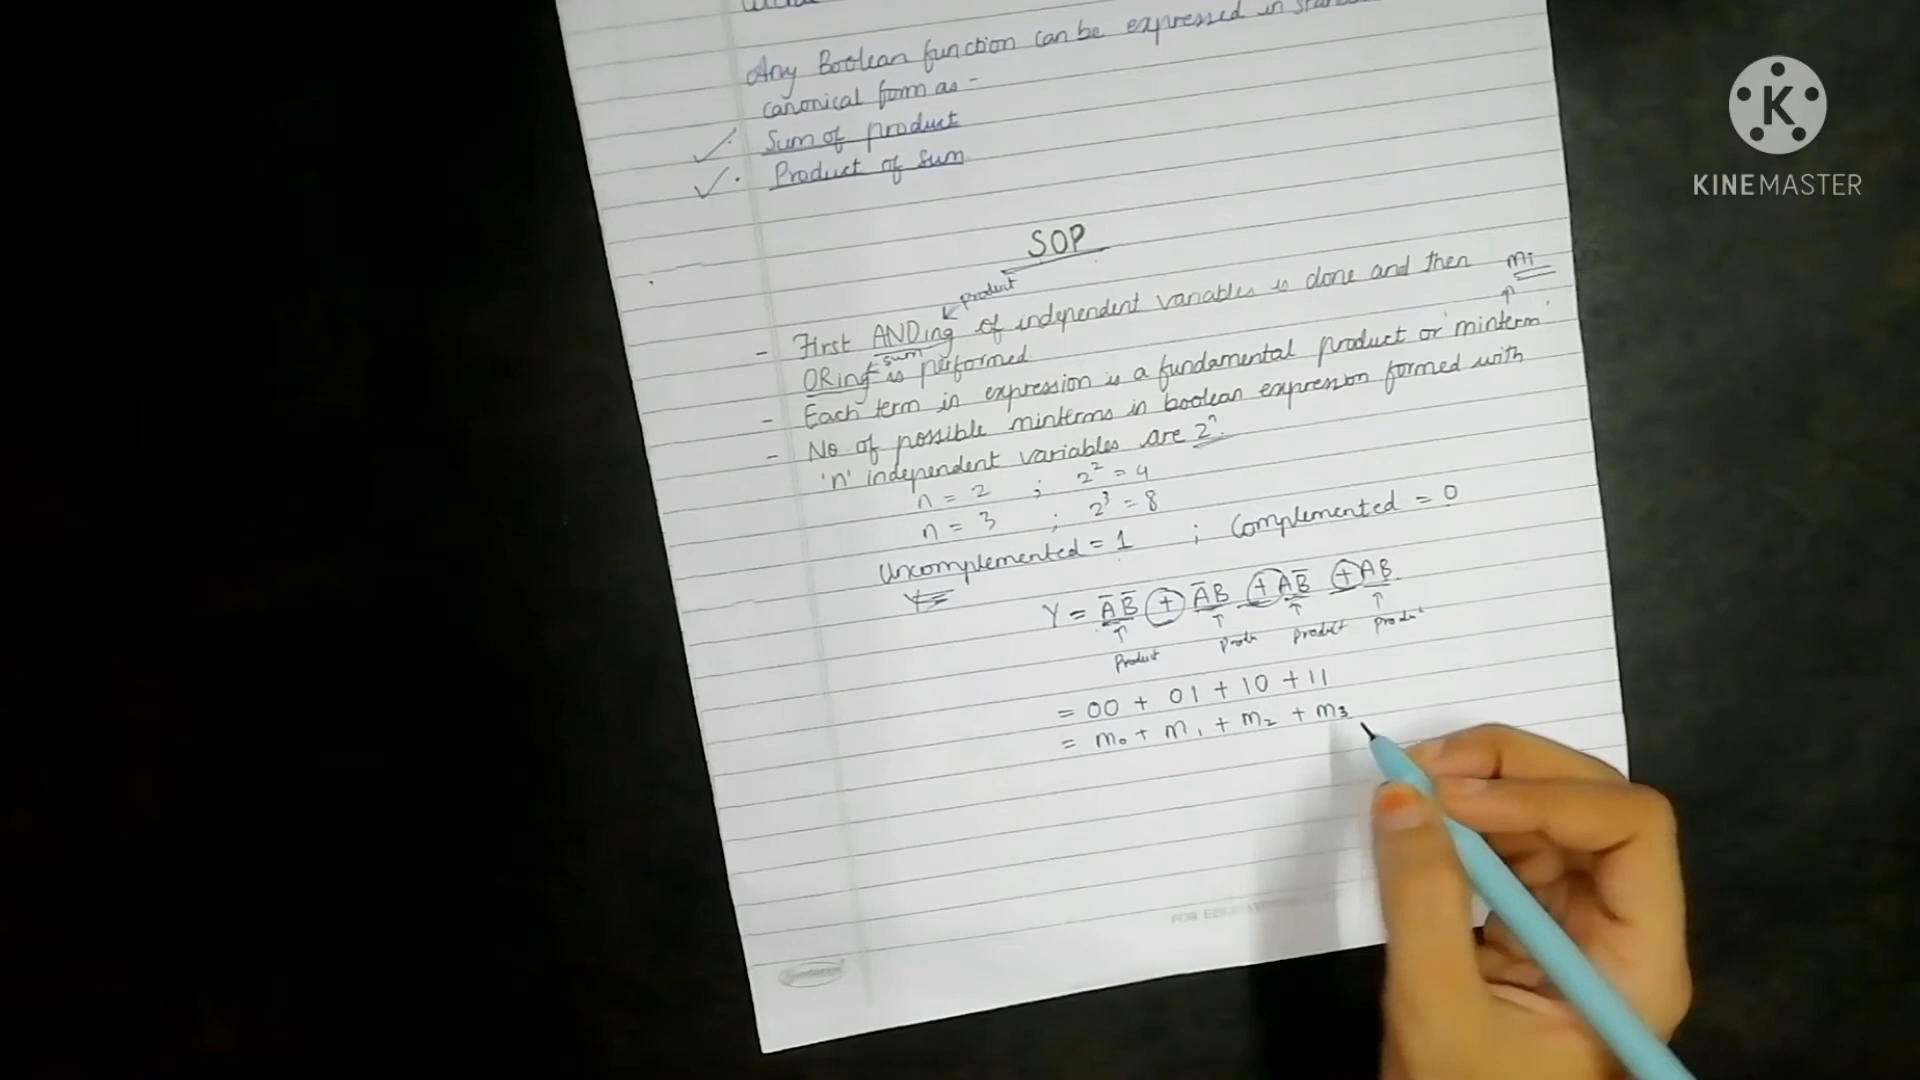 Any Boolean function can be expressed in
canonical form as -
Sum of product
Product of sum
SOP
product
mi
- First ANDing of independent variables is done and then
sum
ORing is performed
- Each term in expression is a fundamental product or 'minterm'
- No of possible minterms in boolean expression formed with
'n' independent variables are 2ⁿ.
n = 2 ; 2² = 4
n = 3 ; 2³ = 8
Uncomplemented = 1 ; Complemented = 0
Y = A̅B̅ + A̅B + AB̅ + AB
Product product
= 00 + 01 + 10 + 11
= m₀ + m₁ + m₂ + m₃
K
KINEMASTER
Sundaram